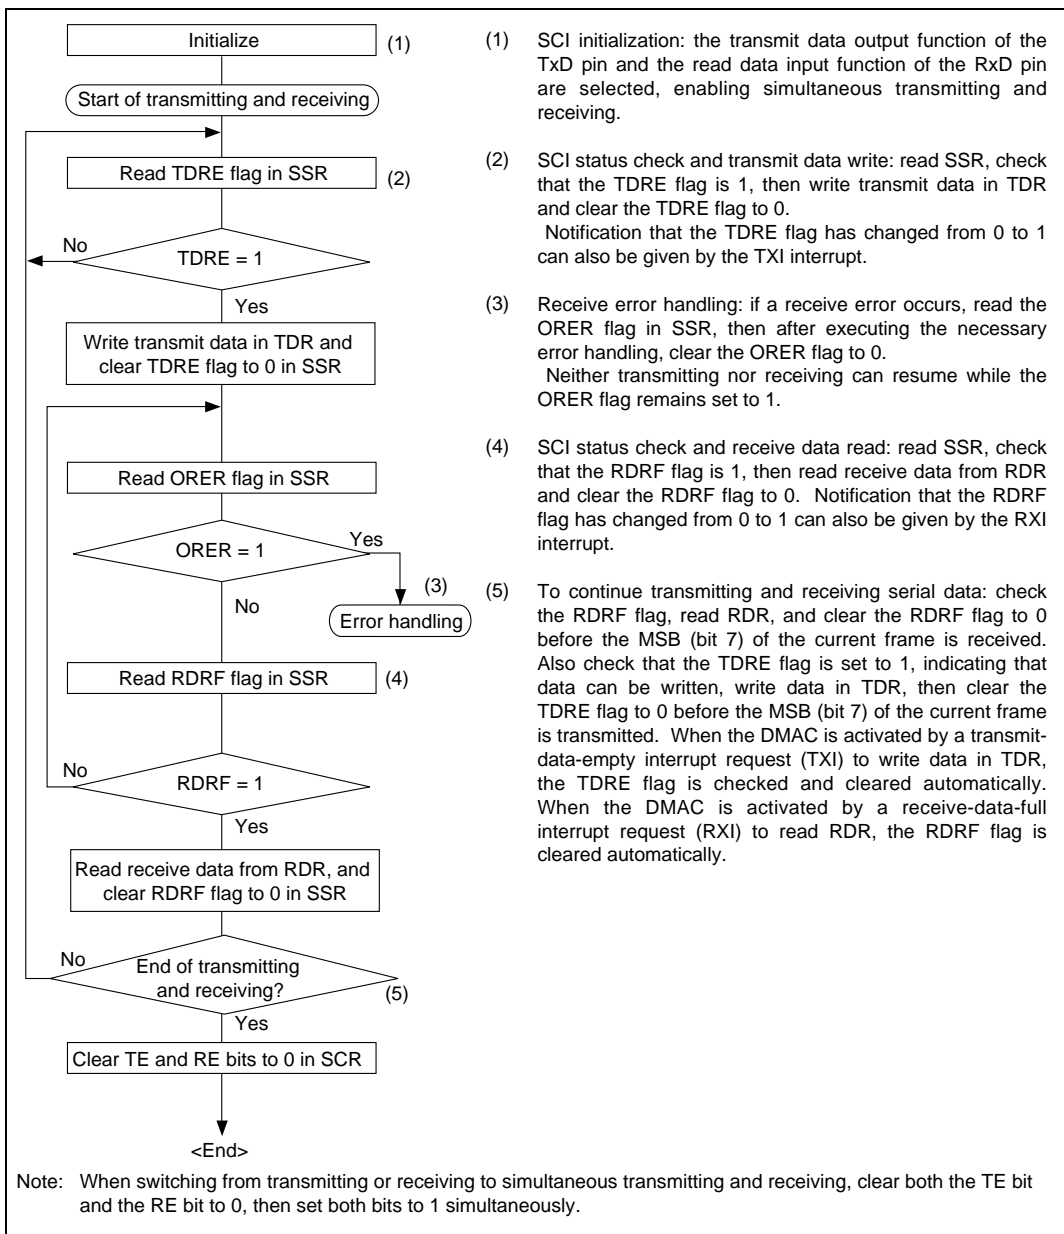 Initialize
(1)
Start of transmitting and receiving
Read TDRE flag in SSR
(2)
No
TDRE = 1
Yes
Write transmit data in TDR and
clear TDRE flag to 0 in SSR
Read ORER flag in SSR
ORER = 1
Yes
No
(3)
Error handling
Read RDRF flag in SSR
(4)
No
RDRF = 1
Yes
Read receive data from RDR, and
clear RDRF flag to 0 in SSR
No
End of transmitting
and receiving?
(5)
Yes
Clear TE and RE bits to 0 in SCR
<End>
(1) SCI initialization: the transmit data output function of the
TxD pin and the read data input function of the RxD pin
are selected, enabling simultaneous transmitting and
receiving.
(2) SCI status check and transmit data write: read SSR, check
that the TDRE flag is 1, then write transmit data in TDR
and clear the TDRE flag to 0.
Notification that the TDRE flag has changed from 0 to 1
can also be given by the TXI interrupt.
(3) Receive error handling: if a receive error occurs, read the
ORER flag in SSR, then after executing the necessary
error handling, clear the ORER flag to 0.
Neither transmitting nor receiving can resume while the
ORER flag remains set to 1.
(4) SCI status check and receive data read: read SSR, check
that the RDRF flag is 1, then read receive data from RDR
and clear the RDRF flag to 0. Notification that the RDRF
flag has changed from 0 to 1 can also be given by the RXI
interrupt.
(5) To continue transmitting and receiving serial data: check
the RDRF flag, read RDR, and clear the RDRF flag to 0
before the MSB (bit 7) of the current frame is received.
Also check that the TDRE flag is set to 1, indicating that
data can be written, write data in TDR, then clear the
TDRE flag to 0 before the MSB (bit 7) of the current frame
is transmitted. When the DMAC is activated by a transmit-
data-empty interrupt request (TXI) to write data in TDR,
the TDRE flag is checked and cleared automatically.
When the DMAC is activated by a receive-data-full
interrupt request (RXI) to read RDR, the RDRF flag is
cleared automatically.
Note: When switching from transmitting or receiving to simultaneous transmitting and receiving, clear both the TE bit
and the RE bit to 0, then set both bits to 1 simultaneously.